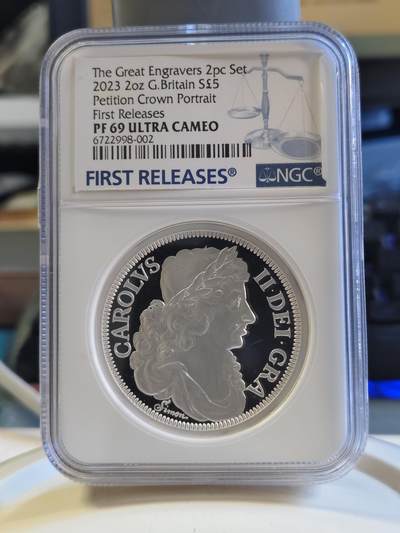 The Great Engravers 2pc Set
2023 2oz G.Britain S£5
Petition Crown Portrait
First Releases
PF 69 ULTRA CAMEO
6722998-002
FIRST RELEASES®
NGC®
CAROLVS II·DEI·GRA
Simon